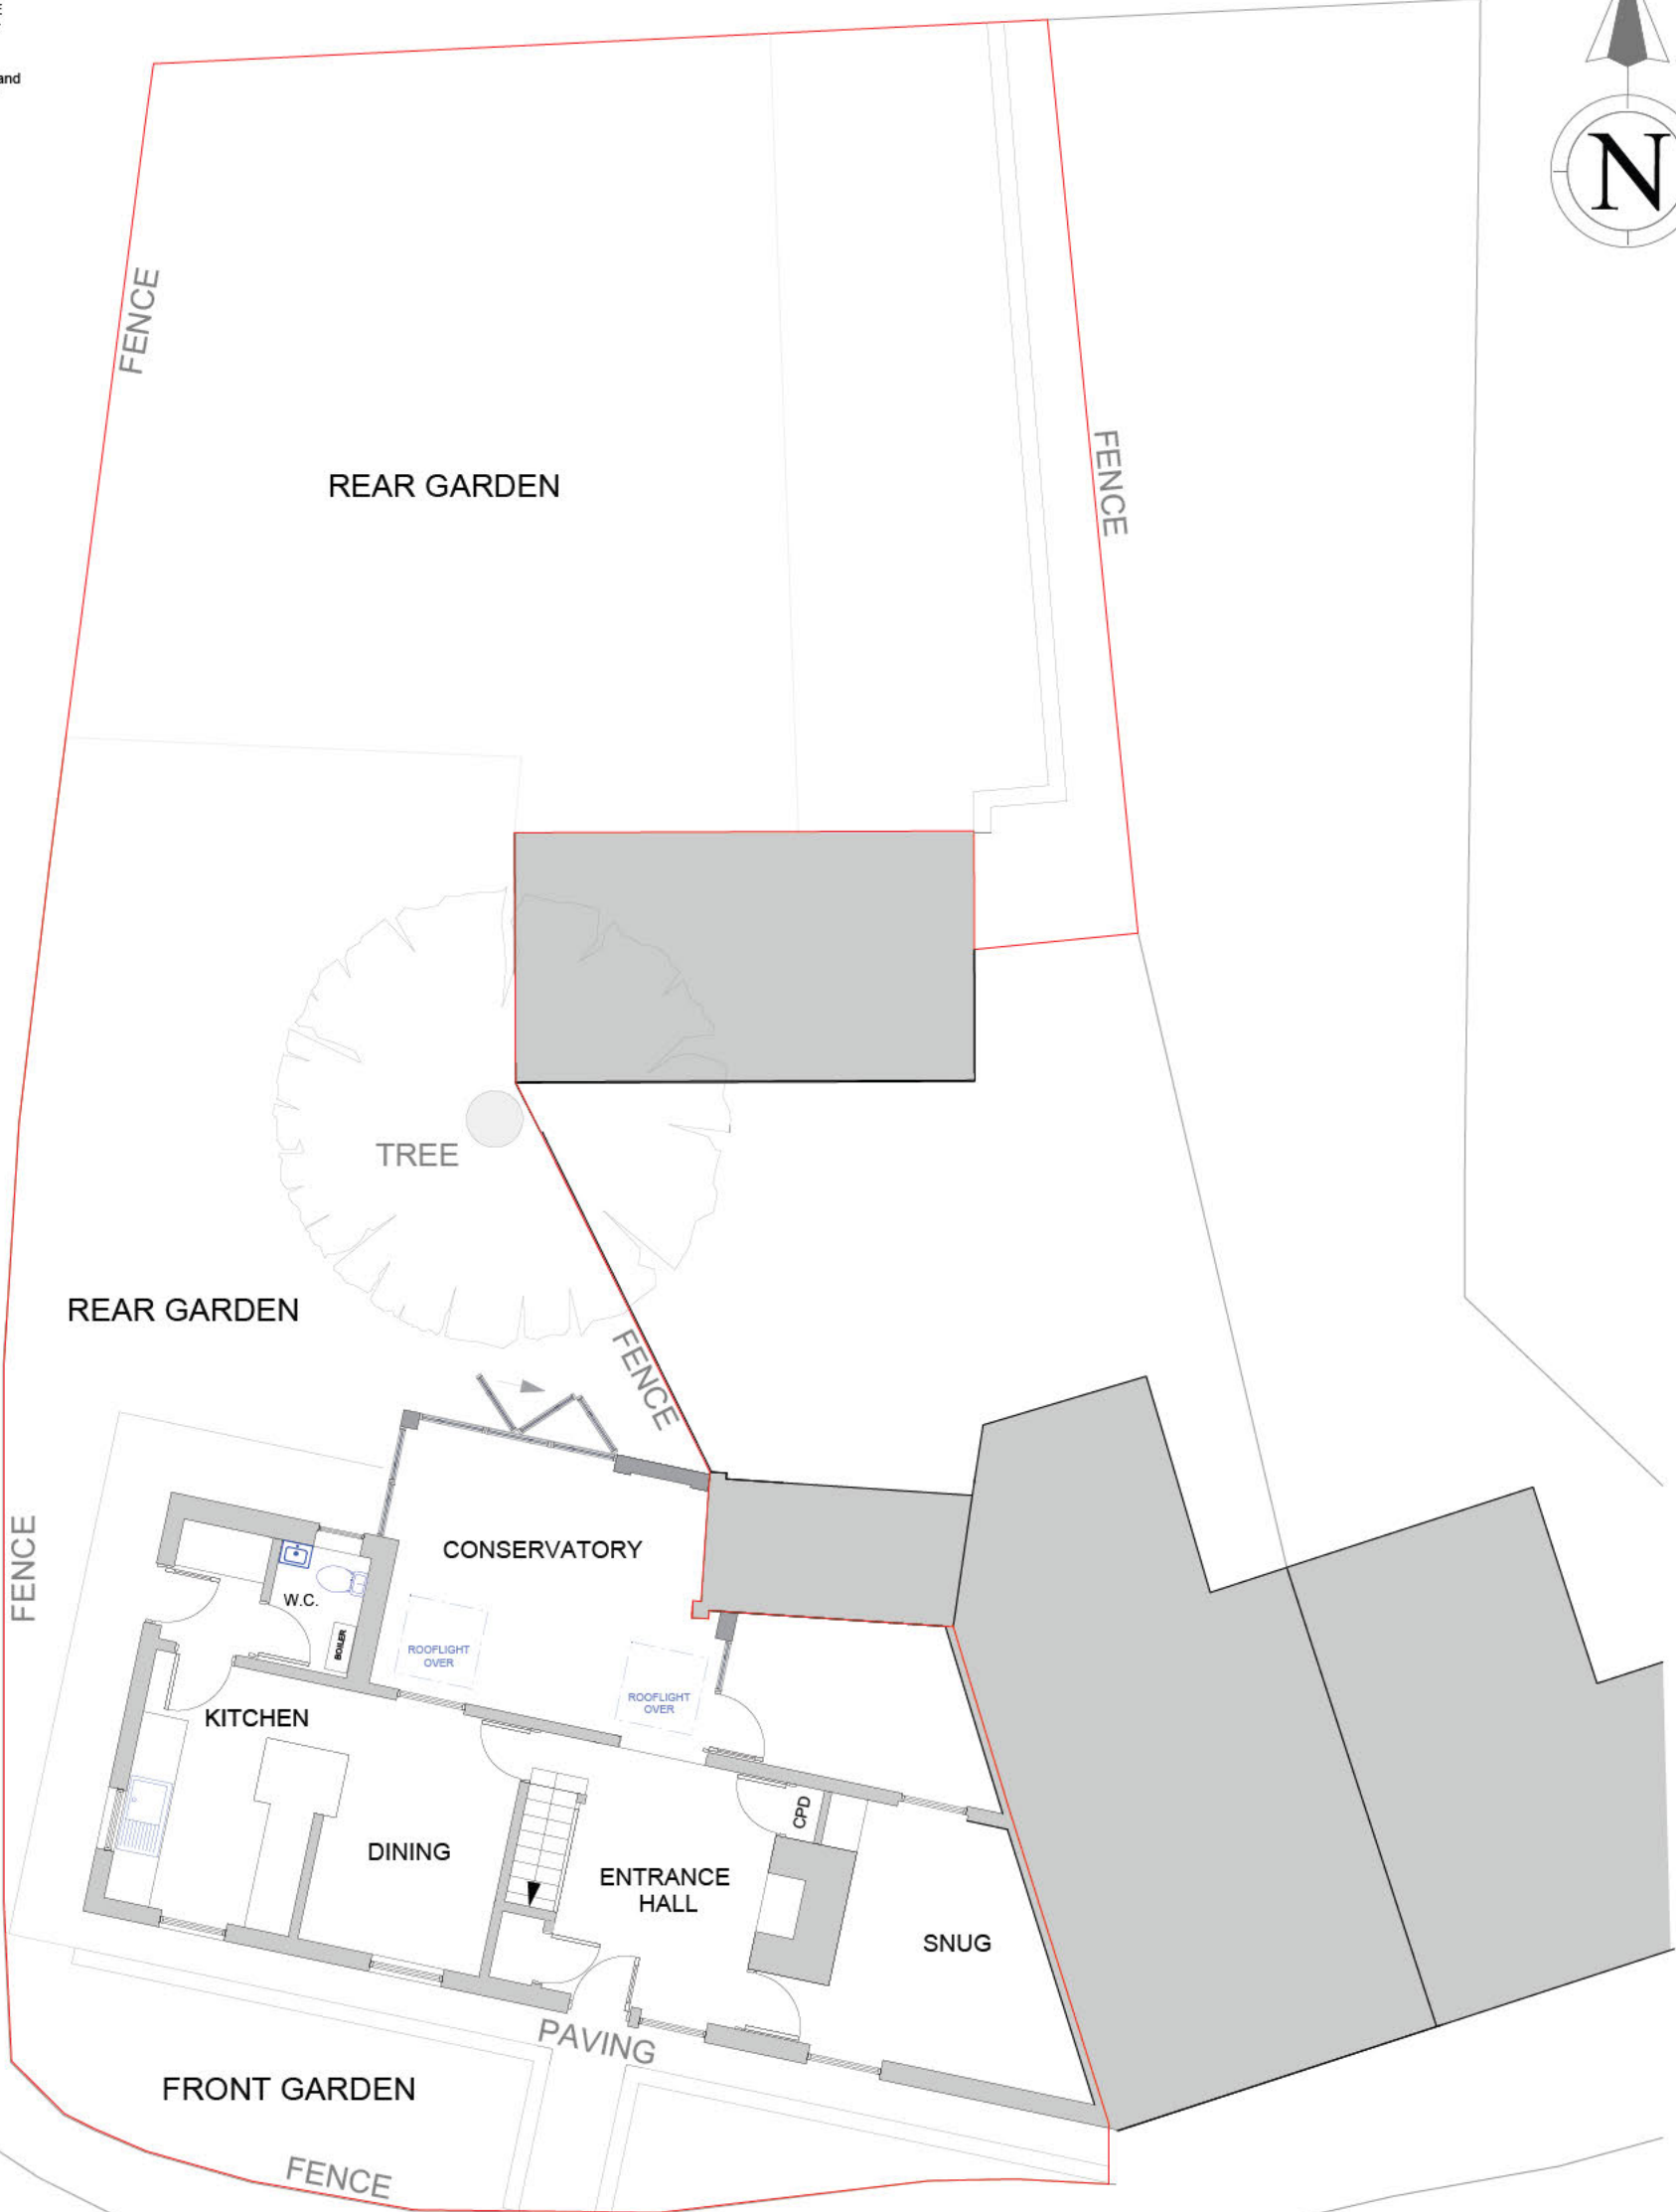 and
N
FENCE
FENCE
REAR GARDEN
TREE
REAR GARDEN
FENCE
CONSERVATORY
FENCE
W.C.
BOILER
ROOFLIGHT
OVER
ROOFLIGHT
OVER
KITCHEN
CPD
DINING
ENTRANCE
HALL
SNUG
PAVING
FRONT GARDEN
FENCE